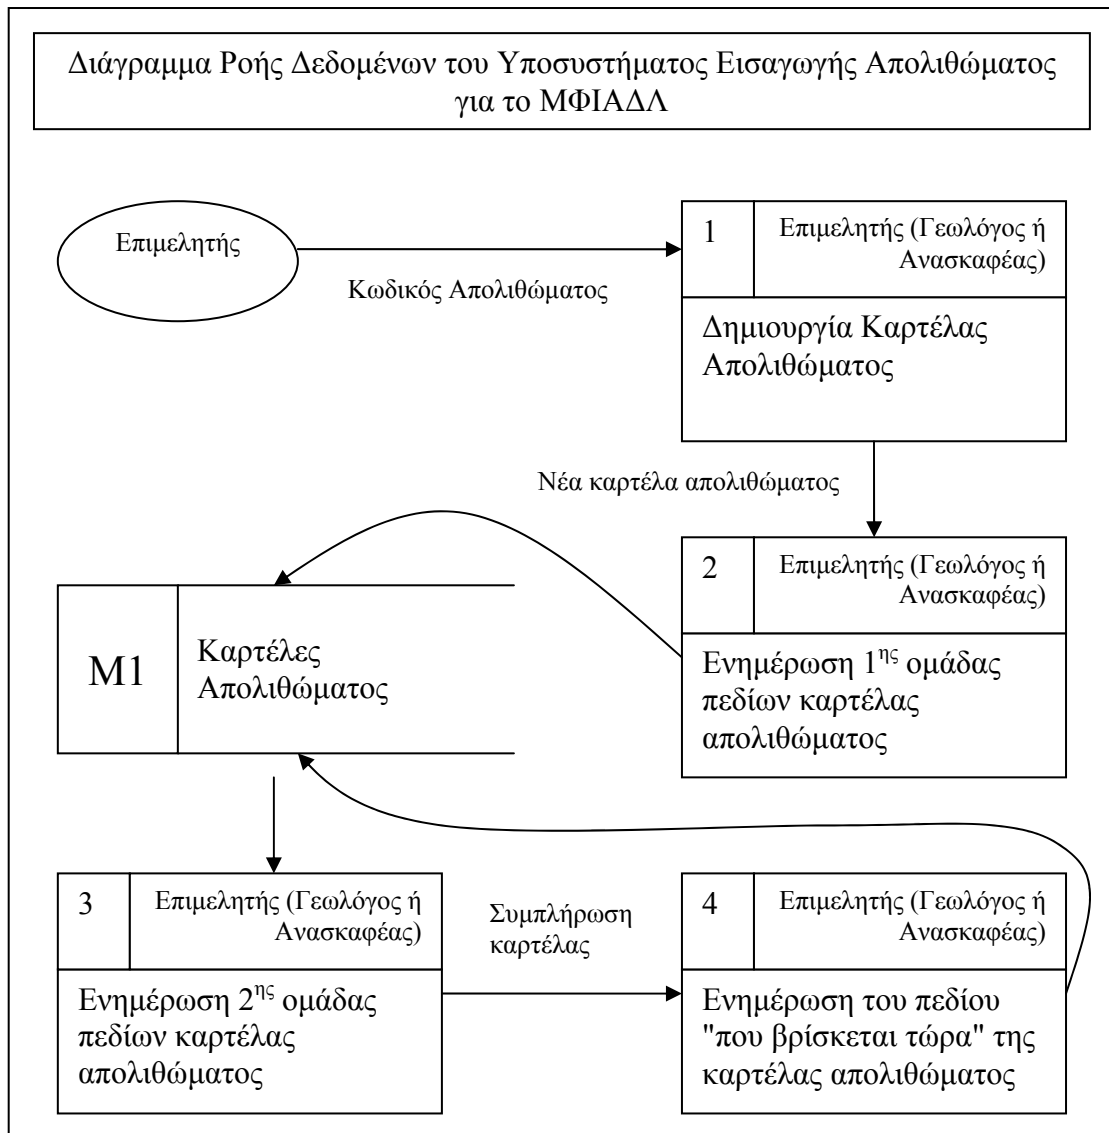 Διάγραμμα Ροής Δεδομένων του Υποσυστήματος Εισαγωγής Απολιθώματος
για το ΜΦΙΑΔΛ
Επιμελητής
Κωδικός Απολιθώματος
1
Επιμελητής (Γεωλόγος ή
Ανασκαφέας)
Δημιουργία Καρτέλας
Απολιθώματος
Νέα καρτέλα απολιθώματος
2
Επιμελητής (Γεωλόγος ή
Ανασκαφέας)
Ενημέρωση 1ης ομάδας
πεδίων καρτέλας
απολιθώματος
Μ1
Καρτέλες
Απολιθώματος
3
Επιμελητής (Γεωλόγος ή
Ανασκαφέας)
Ενημέρωση 2ης ομάδας
πεδίων καρτέλας
απολιθώματος
Συμπλήρωση
καρτέλας
4
Επιμελητής (Γεωλόγος ή
Ανασκαφέας)
Ενημέρωση του πεδίου
"που βρίσκεται τώρα" της
καρτέλας απολιθώματος